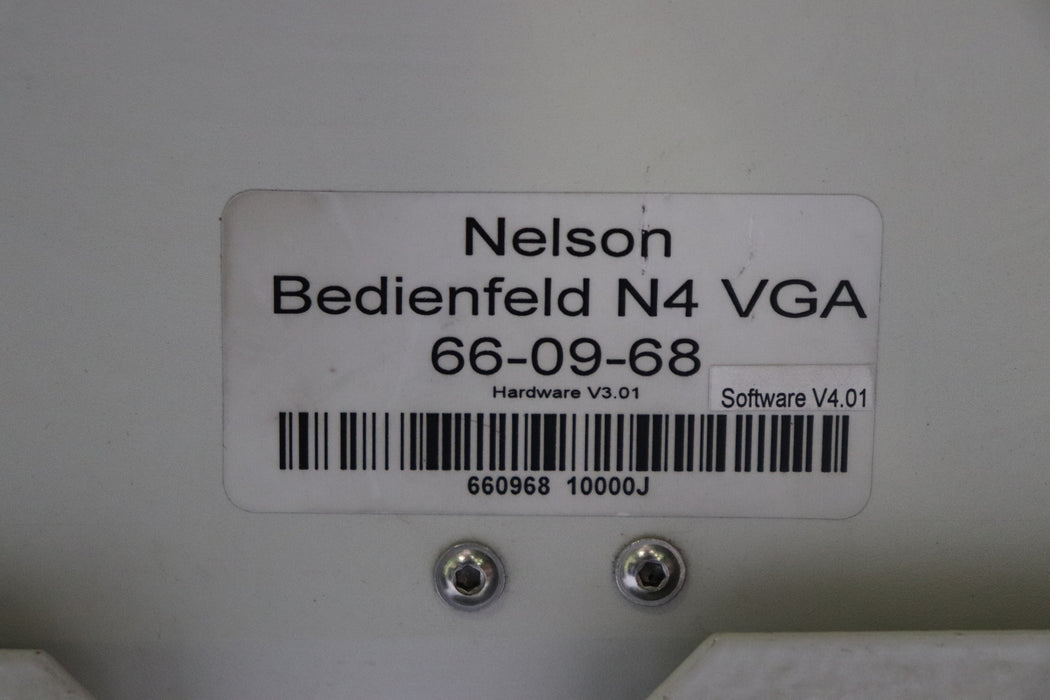 Nelson
Bedienfeld N4 VGA
66-09-68
Hardware V3.01
Software V4.01
660968 10000J